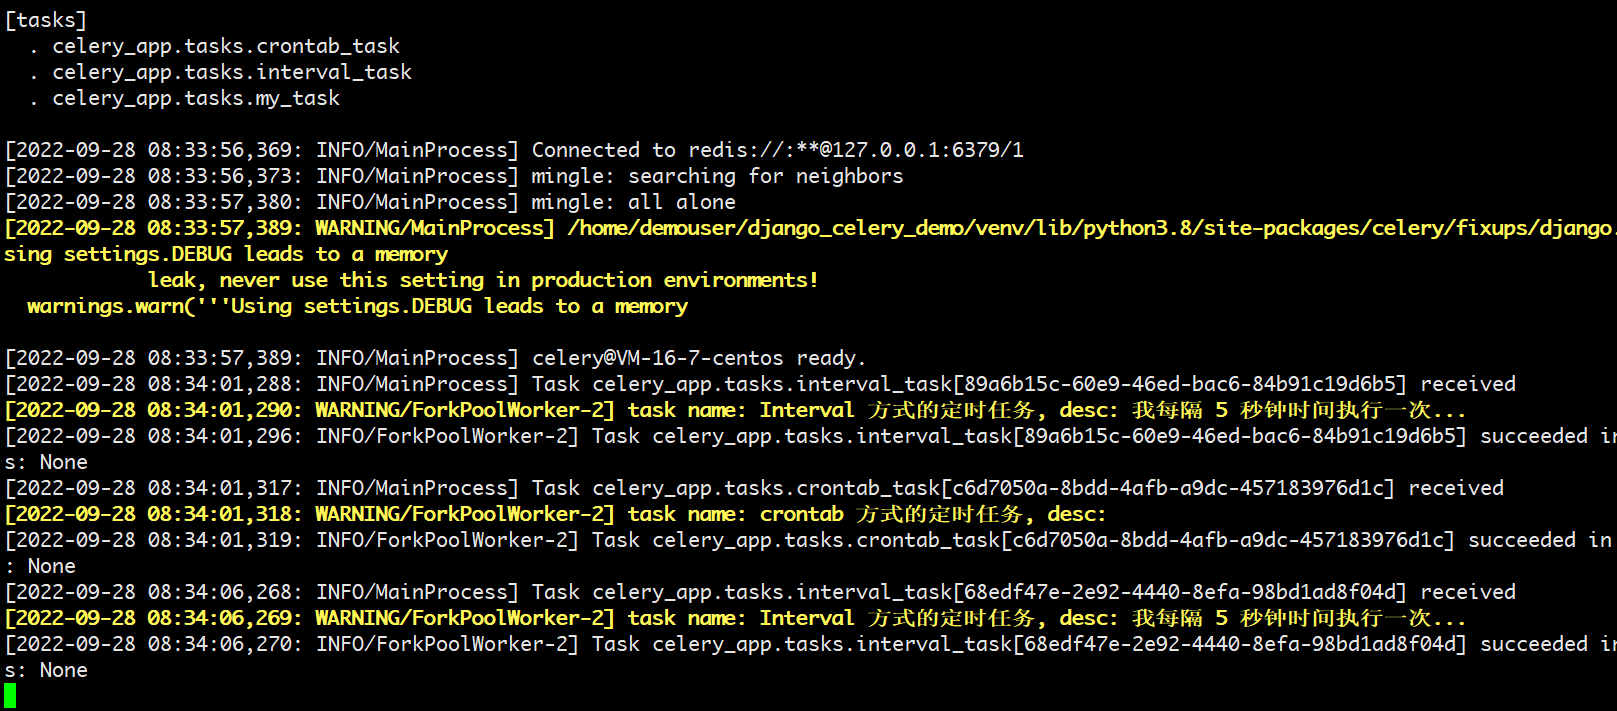 [tasks]
  . celery_app.tasks.crontab_task
  . celery_app.tasks.interval_task
  . celery_app.tasks.my_task
[2022-09-28 08:33:56,369: INFO/MainProcess] Connected to redis://:**@127.0.0.1:6379/1
[2022-09-28 08:33:56,373: INFO/MainProcess] mingle: searching for neighbors
[2022-09-28 08:33:57,380: INFO/MainProcess] mingle: all alone
[2022-09-28 08:33:57,389: WARNING/MainProcess] /home/demouser/django_celery_demo/venv/lib/python3.8/site-packages/celery/fixups/django.
sing settings.DEBUG leads to a memory
            leak, never use this setting in production environments!
  warnings.warn('''Using settings.DEBUG leads to a memory
[2022-09-28 08:33:57,389: INFO/MainProcess] celery@VM-16-7-centos ready.
[2022-09-28 08:34:01,288: INFO/MainProcess] Task celery_app.tasks.interval_task[89a6b15c-60e9-46ed-bac6-84b91c19d6b5] received
[2022-09-28 08:34:01,290: WARNING/ForkPoolWorker-2] task name: Interval 方式的定时任务, desc: 我每隔 5 秒钟时间执行一次...
[2022-09-28 08:34:01,296: INFO/ForkPoolWorker-2] Task celery_app.tasks.interval_task[89a6b15c-60e9-46ed-bac6-84b91c19d6b5] succeeded in
s: None
[2022-09-28 08:34:01,317: INFO/MainProcess] Task celery_app.tasks.crontab_task[c6d7050a-8bdd-4afb-a9dc-457183976d1c] received
[2022-09-28 08:34:01,318: WARNING/ForkPoolWorker-2] task name: crontab 方式的定时任务, desc:
[2022-09-28 08:34:01,319: INFO/ForkPoolWorker-2] Task celery_app.tasks.crontab_task[c6d7050a-8bdd-4afb-a9dc-457183976d1c] succeeded in
: None
[2022-09-28 08:34:06,268: INFO/MainProcess] Task celery_app.tasks.interval_task[68edf47e-2e92-4440-8efa-98bd1ad8f04d] received
[2022-09-28 08:34:06,269: WARNING/ForkPoolWorker-2] task name: Interval 方式的定时任务, desc: 我每隔 5 秒钟时间执行一次...
[2022-09-28 08:34:06,270: INFO/ForkPoolWorker-2] Task celery_app.tasks.interval_task[68edf47e-2e92-4440-8efa-98bd1ad8f04d] succeeded in
s: None